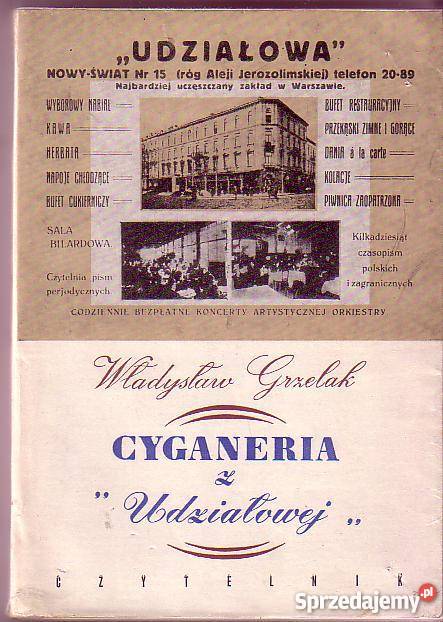 „UDZIAŁOWA”
NOWY-ŚWIAT Nr 15 (róg Aleji Jerozolimskiej) telefon 20-89
Najbardziej uczęszczany zakład w Warszawie.
WYBOROWY NABIAŁ
KAWA
HERBATA
NAPOJE CHŁODZĄCE
BUFET CUKIERNICZY
BUFET RESTAURACYJNY
PRZEKĄSKI ZIMNE I GORĄCE
DANIA á la carte
KOLACJE
PIWNICA ZAOPATRZONA
SALA
BILARDOWA.
Czytelnia pism
perjodycznych.
Kilkadziesiąt
czasopism
polskich
i zagranicznych
CODZIENNIE BEZPŁATNE KONCERTY ARTYSTYCZNEJ ORKIESTRY
Władysław Grzelak
CYGANERIA
z
"Udziałowej"
CZYTELNIK
Sprzedajemy.pl